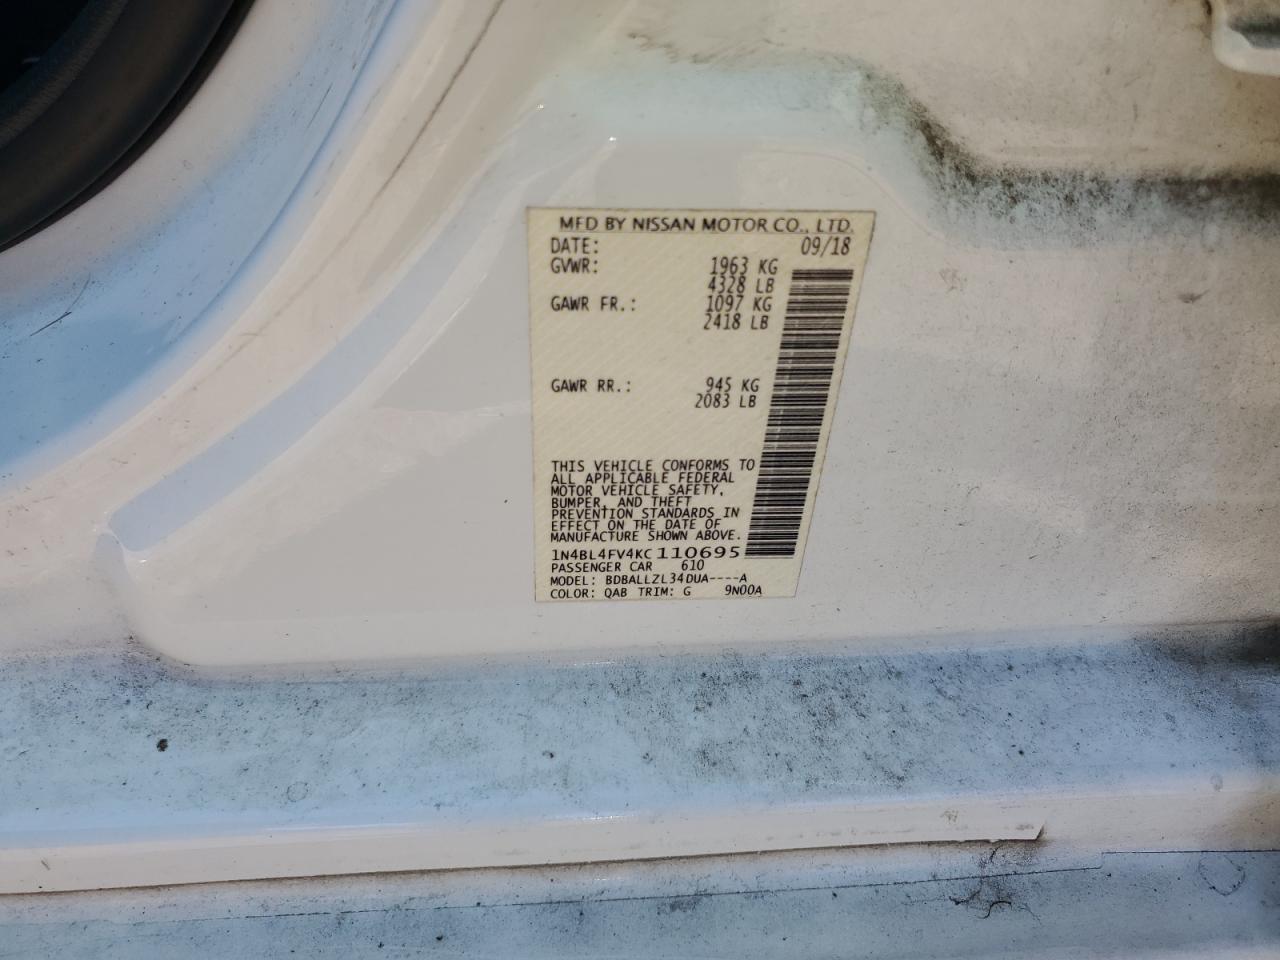 MFD BY NISSAN MOTOR CO., LTD.
DATE: 09/18
GVWR: 1963 KG
4328 LB
GAWR FR.: 1097 KG
2418 LB
GAWR RR.: 945 KG
2083 LB
THIS VEHICLE CONFORMS TO
ALL APPLICABLE FEDERAL
MOTOR VEHICLE SAFETY,
BUMPER, AND THEFT
PREVENTION STANDARDS IN
EFFECT ON THE DATE OF
MANUFACTURE SHOWN ABOVE.
1N4BL4FV4KC110695
PASSENGER CAR 610
MODEL: BDBALLZL34DUA----A
COLOR: QAB TRIM: G 9N00A